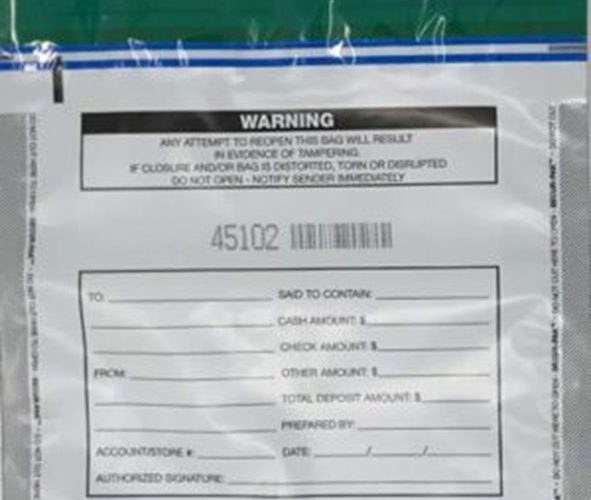 WARNING
ANY ATTEMPT TO REOPEN THIS BAG WILL RESULT
IN EVIDENCE OF TAMPERING.
IF CLOSURE AND/OR BAG IS DISTORTED, TORN OR DISRUPTED
DO NOT OPEN - NOTIFY SENDER IMMEDIATELY
45102
TO: SAID TO CONTAIN:
CASH AMOUNT: $
CHECK AMOUNT: $
FROM: OTHER AMOUNT: $
TOTAL DEPOSIT AMOUNT: $
PREPARED BY:
ACCOUNT/STORE #: DATE: / /
AUTHORIZED SIGNATURE: